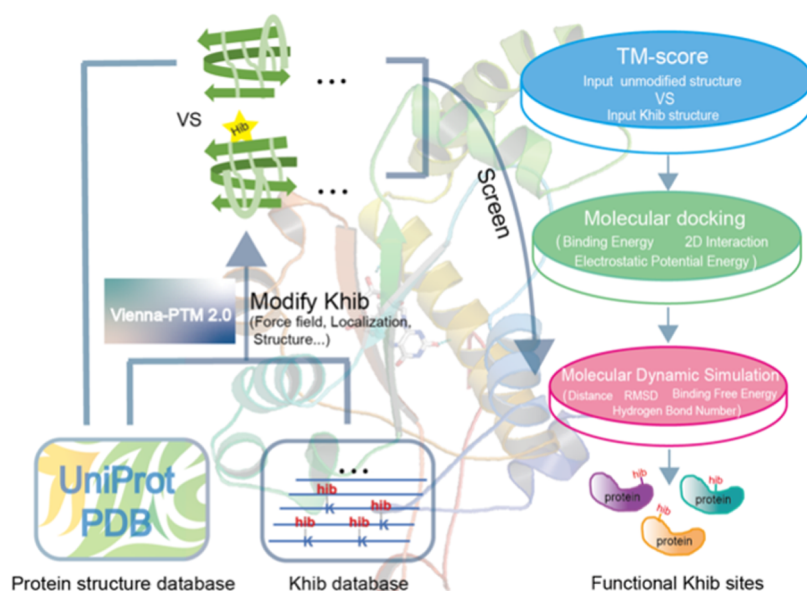 VS
Hib
...
...
Screen
Vienna-PTM 2.0
Modify Khib
(Force field, Localization,
Structure...)
UniProt
PDB
...
hib
K
hib
K
hib
K
hib
K
Protein structure database
Khib database
TM-score
Input unmodified structure
VS
Input Khib structure
Molecular docking
(Binding Energy 2D Interaction
Electrostatic Potential Energy)
Molecular Dynamic Simulation
(Distance RMSD Binding Free Energy
Hydrogen Bond Number)
hib
protein
hib
protein
hib
protein
Functional Khib sites